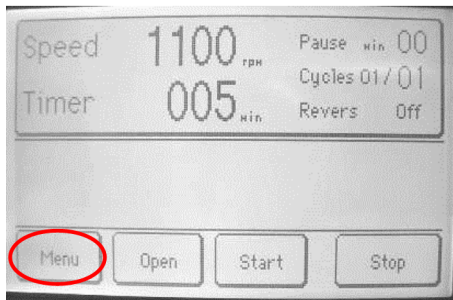 Speed 1100 rpm
Pause min 00
Cycles 01/01
Timer 005 min
Revers Off
Menu Open Start Stop